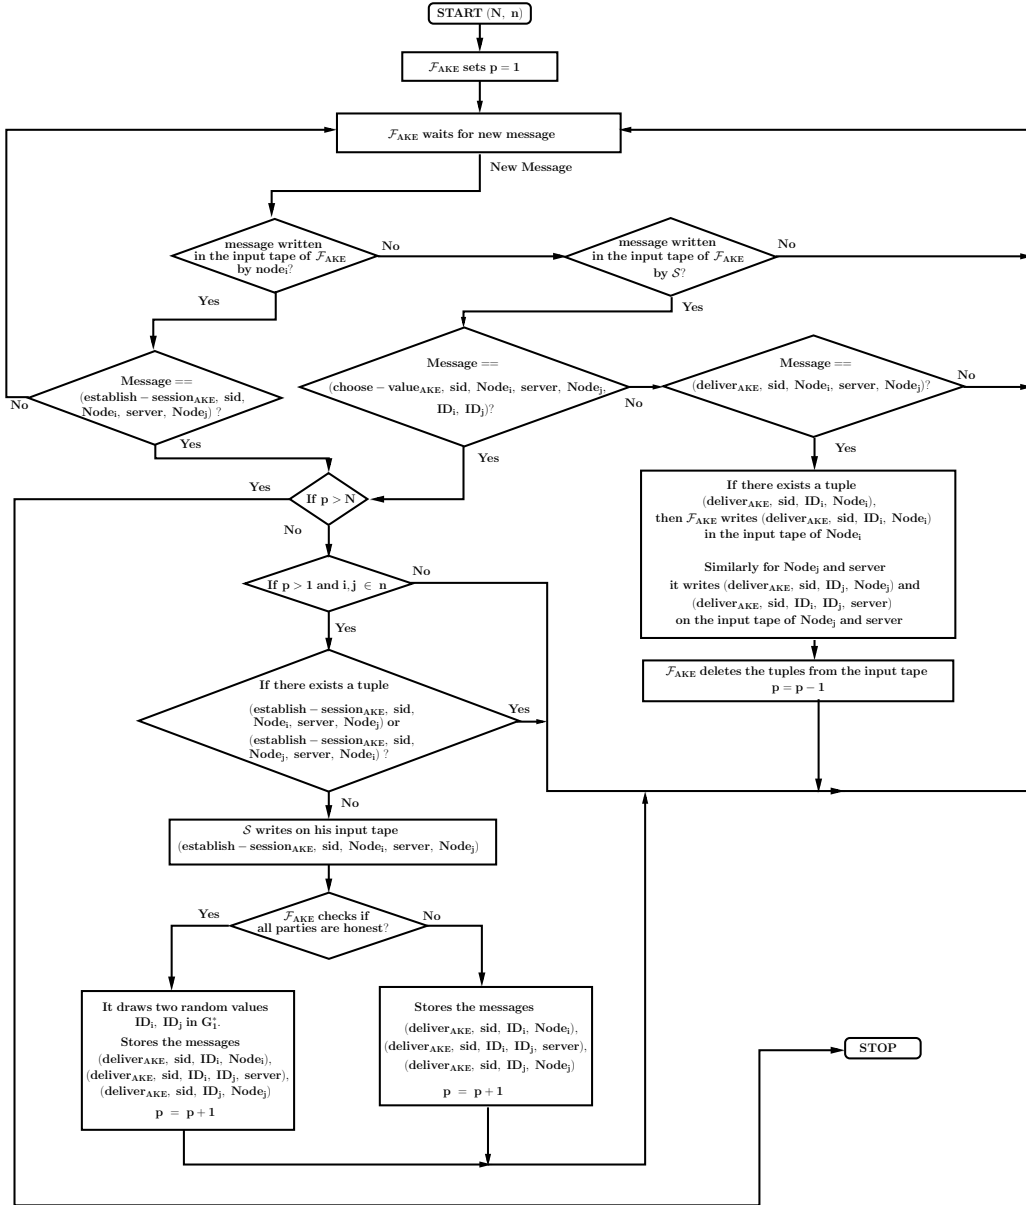 START (N, n)
𝓕_AKE sets p = 1
𝓕_AKE waits for new message
New Message
message written
in the input tape of 𝓕_AKE
by node_i?
No
message written
in the input tape of 𝓕_AKE
by 𝒮?
No
Yes
Yes
Message ==
(establish − session_AKE, sid,
Node_i, server, Node_j) ?
No
Yes
Message ==
(choose − value_AKE, sid, Node_i, server, Node_j,
ID_i, ID_j)?
No
Yes
Message ==
(deliver_AKE, sid, Node_i, server, Node_j)?
No
Yes
If p > N
Yes
No
If there exists a tuple
(deliver_AKE, sid, ID_i, Node_i),
then 𝓕_AKE writes (deliver_AKE, sid, ID_i, Node_i)
in the input tape of Node_i
Similarly for Node_j and server
it writes (deliver_AKE, sid, ID_j, Node_j) and
(deliver_AKE, sid, ID_i, ID_j, server)
on the input tape of Node_j and server
If p > 1 and i, j ∈ n
No
Yes
𝓕_AKE deletes the tuples from the input tape
p = p − 1
If there exists a tuple
(establish − session_AKE, sid,
Node_i, server, Node_j) or
(establish − session_AKE, sid,
Node_j, server, Node_i) ?
Yes
No
𝒮 writes on his input tape
(establish − session_AKE, sid, Node_i, server, Node_j)
𝓕_AKE checks if
all parties are honest?
Yes
No
It draws two random values
ID_i, ID_j in G_1^*.
Stores the messages
(deliver_AKE, sid, ID_i, Node_i),
(deliver_AKE, sid, ID_i, ID_j, server),
(deliver_AKE, sid, ID_j, Node_j)
p = p + 1
Stores the messages
(deliver_AKE, sid, ID_i, Node_i),
(deliver_AKE, sid, ID_i, ID_j, server),
(deliver_AKE, sid, ID_j, Node_j)
p = p + 1
STOP